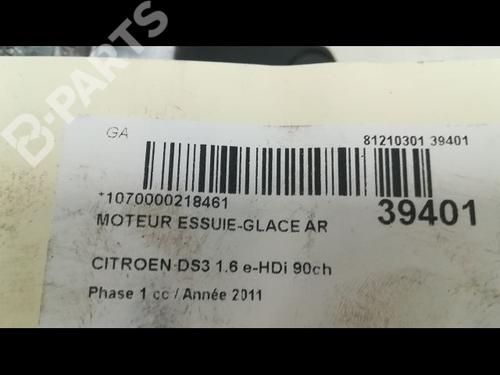 B-PARTS
GA
81210301 39401
*1070000218461
39401
MOTEUR ESSUIE-GLACE AR
CITROEN DS3 1.6 e-HDi 90ch
Phase 1 cc / Année 2011